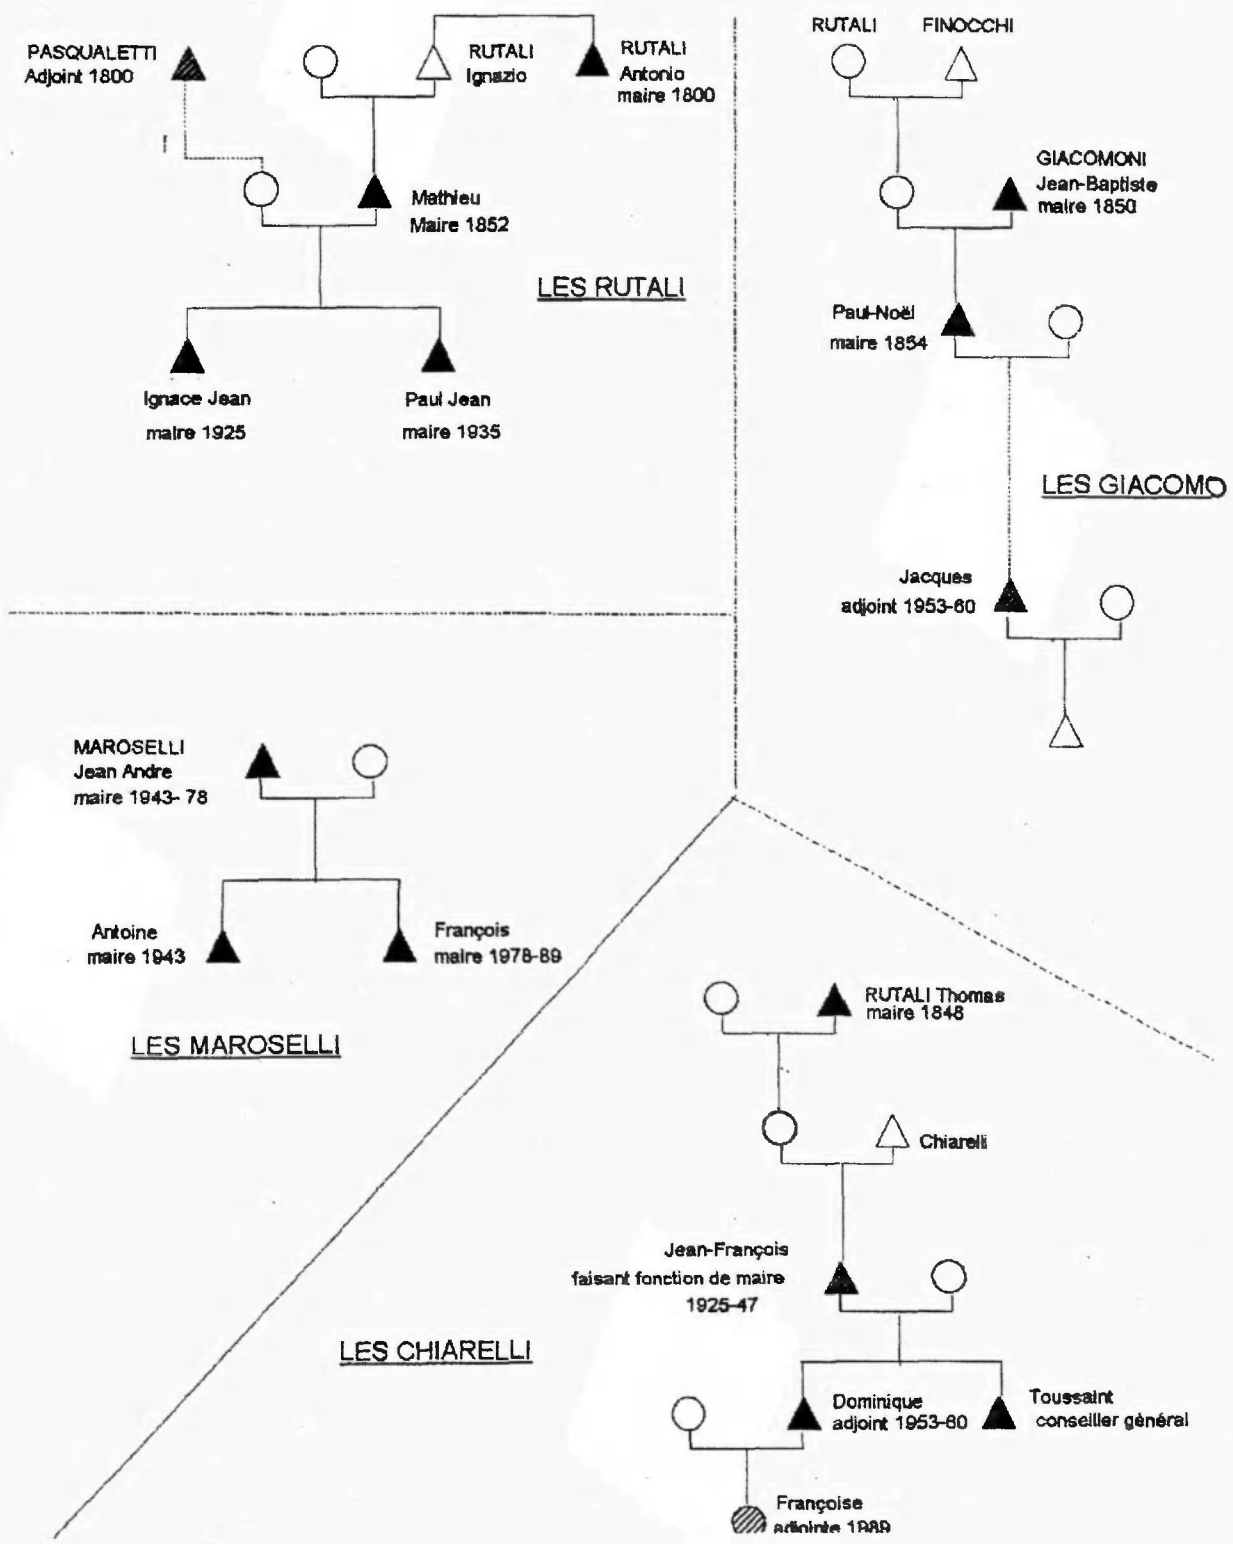 PASQUALETTI
Adjoint 1800
RUTALI
Ignazio
RUTALI
Antonio
maire 1800
Mathieu
Maire 1852
LES RUTALI
Ignace Jean
maire 1925
Paul Jean
maire 1935
RUTALI
FINOCCHI
GIACOMONI
Jean-Baptiste
maire 1850
Paul-Noël
maire 1854
LES GIACOMO
Jacques
adjoint 1953-60
MAROSELLI
Jean Andre
maire 1943-78
Antoine
maire 1943
François
maire 1978-89
LES MAROSELLI
RUTALI Thomas
maire 1848
Chiarelli
Jean-François
faisant fonction de maire
1925-47
LES CHIARELLI
Dominique
adjoint 1953-60
Toussaint
conseiller général
Françoise
adjointe 1989